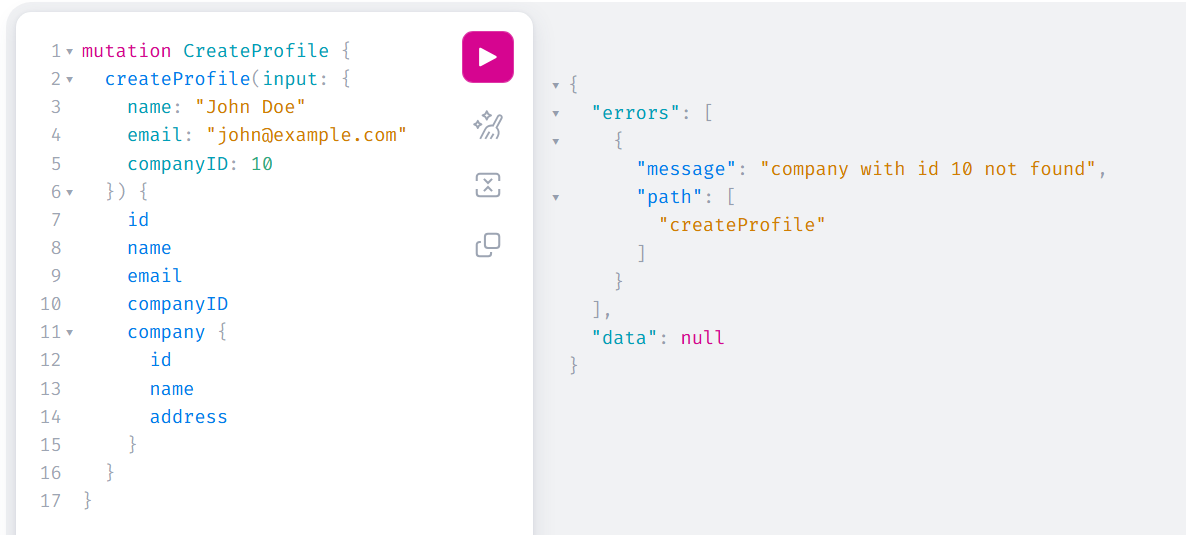 1 mutation CreateProfile {
2 createProfile(input: {
3 name: "John Doe"
4 email: "john@example.com"
5 companyID: 10
6 }) {
7 id
8 name
9 email
10 companyID
11 company {
12 id
13 name
14 address
15 }
16 }
17 }
{
"errors": [
{
"message": "company with id 10 not found",
"path": [
"createProfile"
]
}
],
"data": null
}